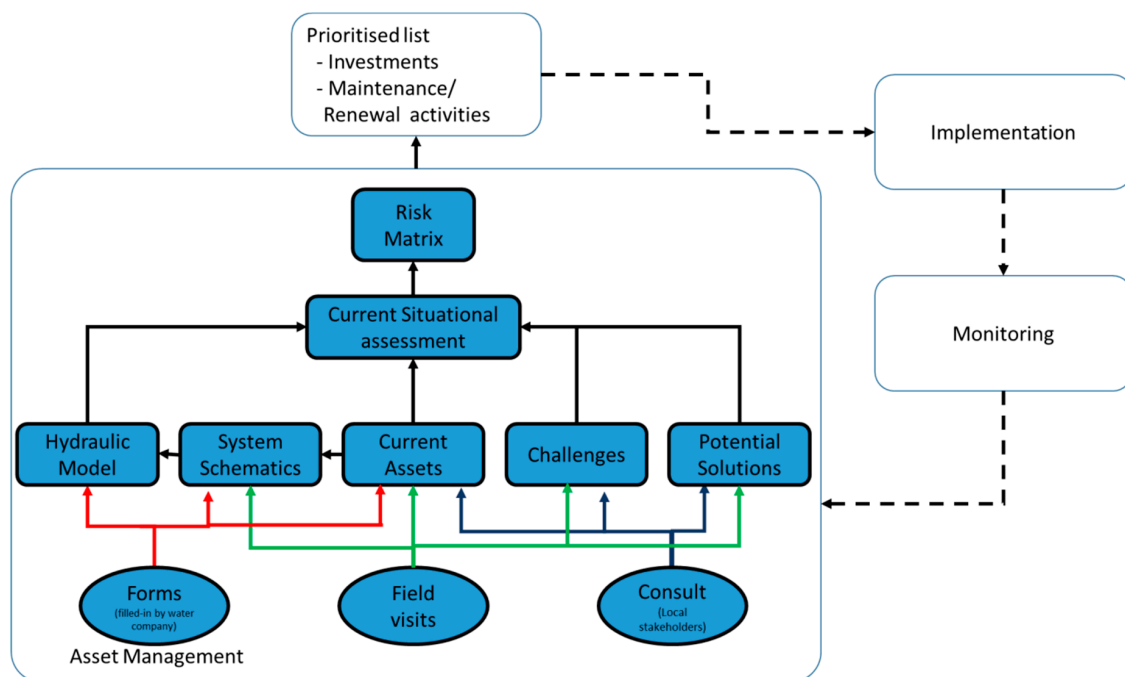 Prioritised list
- Investments
- Maintenance/
Renewal activities
Implementation
Risk
Matrix
Current Situational
assessment
Monitoring
Hydraulic
Model
System
Schematics
Current
Assets
Challenges
Potential
Solutions
Forms
(filled-in by water
company)
Field
visits
Consult
(Local
stakeholders)
Asset Management